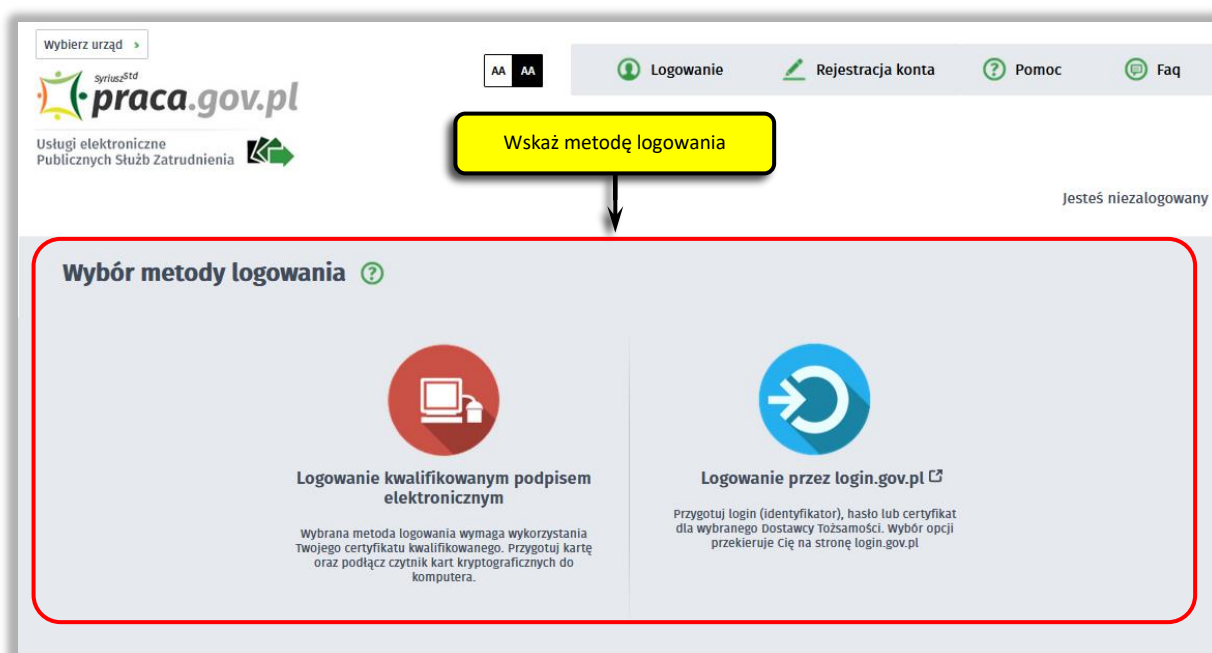 Wybierz urząd
AA AA
Logowanie
Rejestracja konta
Pomoc
Faq
Syriusz Std
praca.gov.pl
Usługi elektroniczne
Publicznych Służb Zatrudnienia
Wskaż metodę logowania
Jesteś niezalogowany
Wybór metody logowania ?
Logowanie kwalifikowanym podpisem
elektronicznym
Wybrana metoda logowania wymaga wykorzystania
Twojego certyfikatu kwalifikowanego. Przygotuj kartę
oraz podłącz czytnik kart kryptograficznych do
komputera.
Logowanie przez login.gov.pl
Przygotuj login (identyfikator), hasło lub certyfikat
dla wybranego Dostawcy Tożsamości. Wybór opcji
przekieruje Cię na stronę login.gov.pl